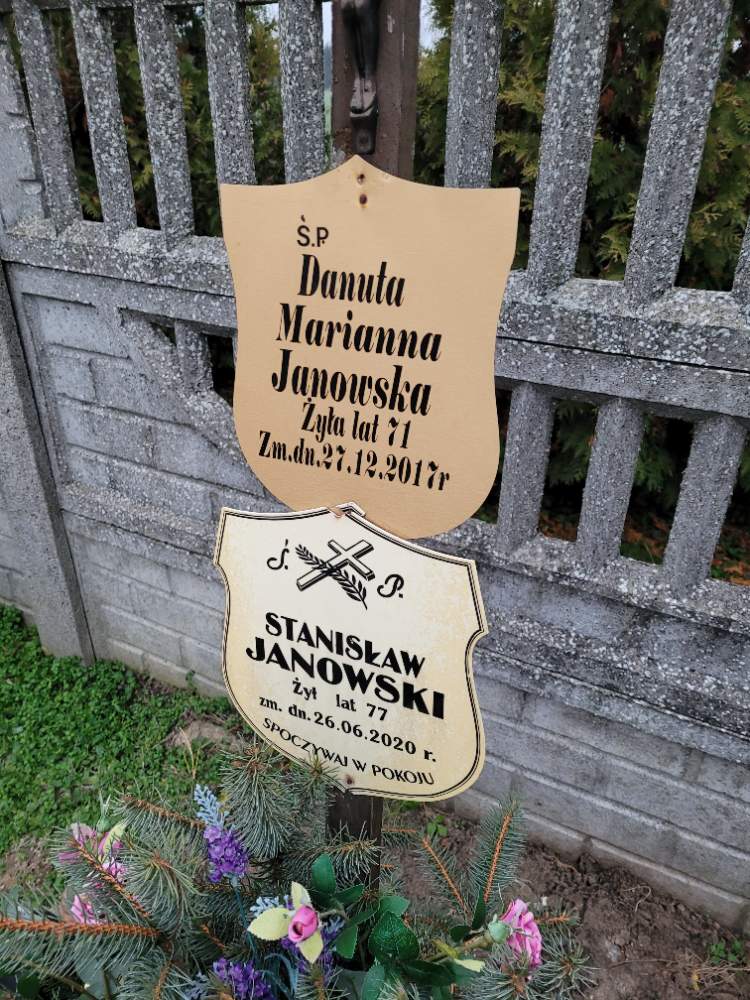 Ś.P.
Danuta
Marianna
Janowska
Żyła lat 71
Zm.dn.27.12.2017r
Ś. P.
STANISŁAW
JANOWSKI
Żył lat 77
zm. dn. 26.06.2020 r.
SPOCZYWAJ W POKOJU